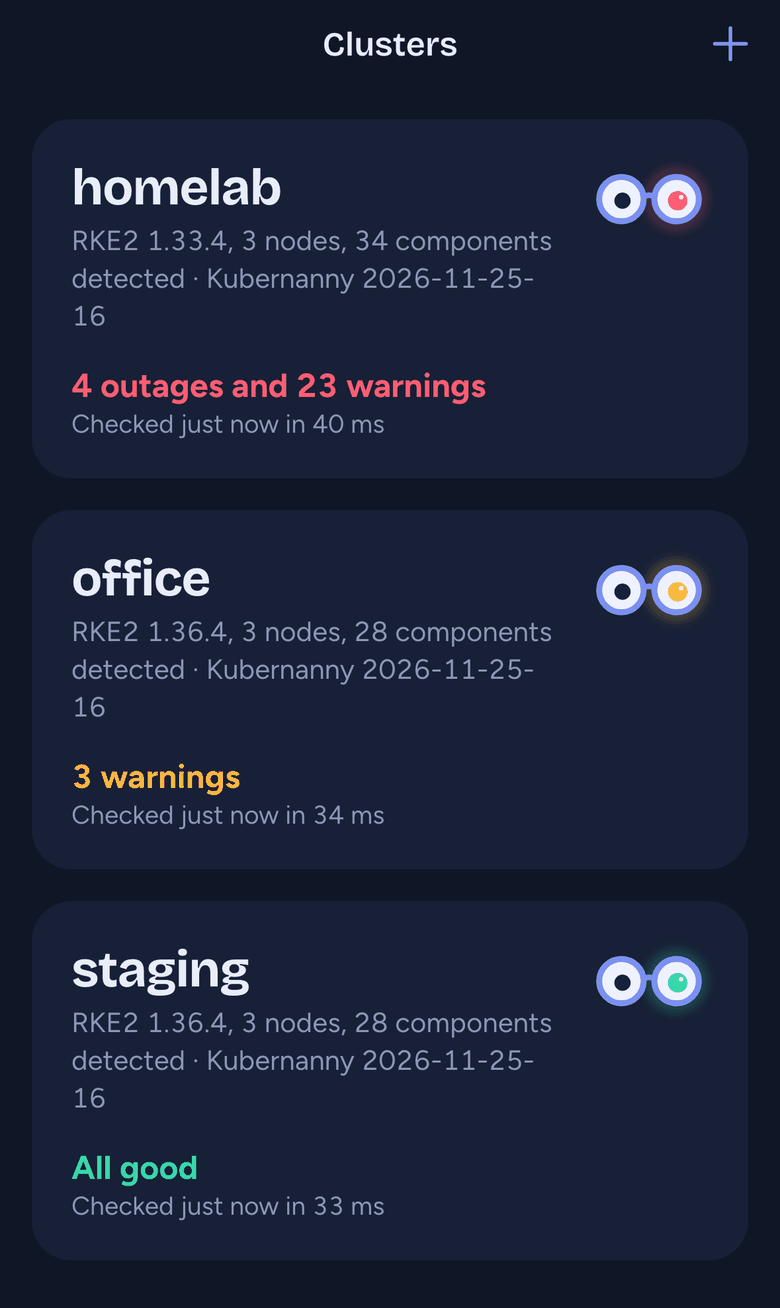 Clusters
homelab
RKE2 1.33.4, 3 nodes, 34 components
detected · Kubernanny 2026-11-25-
16
4 outages and 23 warnings
Checked just now in 40 ms
office
RKE2 1.36.4, 3 nodes, 28 components
detected · Kubernanny 2026-11-25-
16
3 warnings
Checked just now in 34 ms
staging
RKE2 1.36.4, 3 nodes, 28 components
detected · Kubernanny 2026-11-25-
16
All good
Checked just now in 33 ms